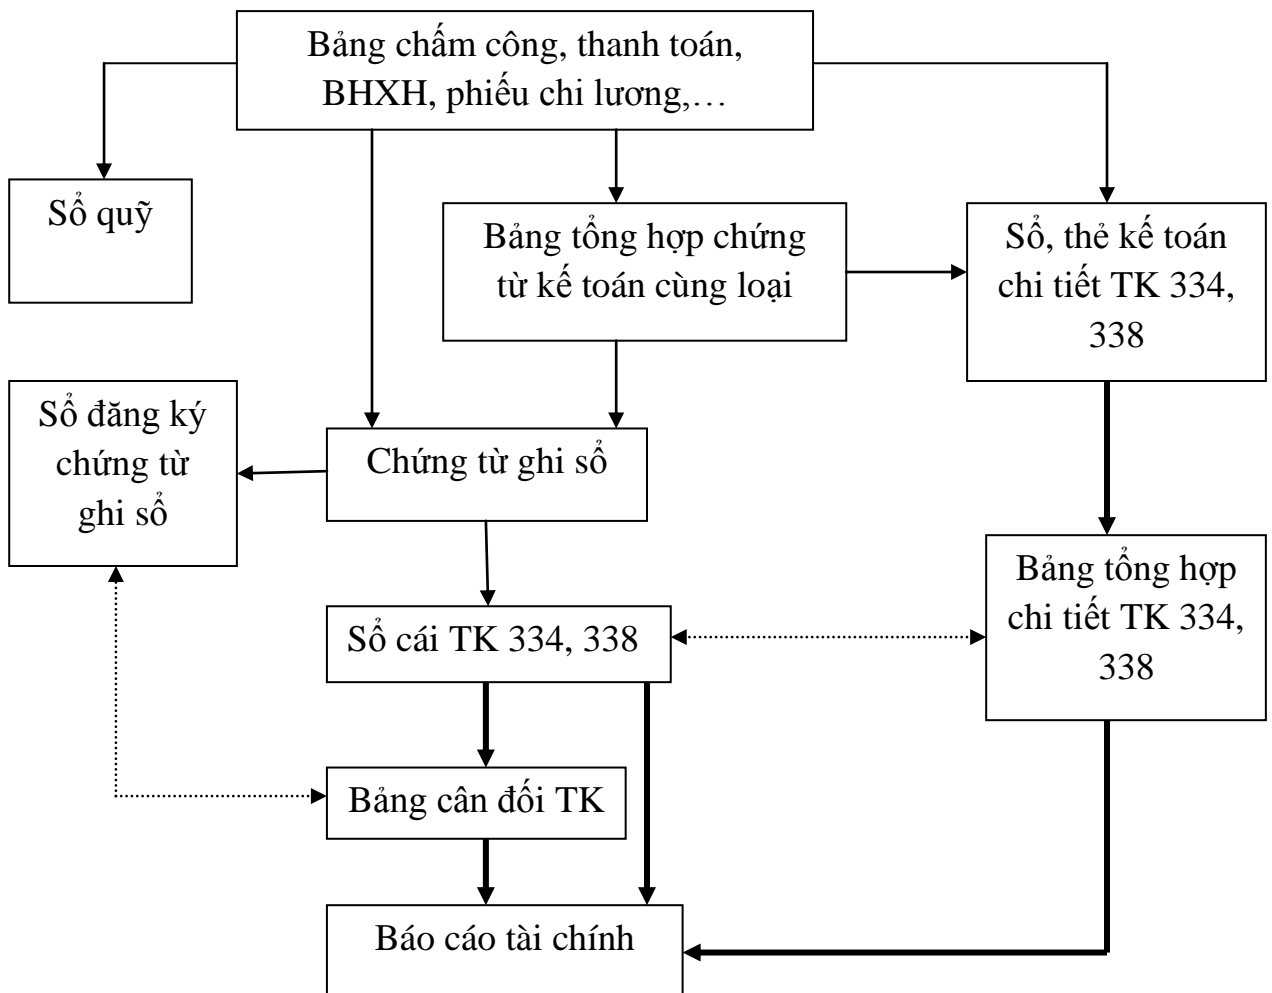 Bảng chấm công, thanh toán,
BHXH, phiếu chi lương,…
Sổ quỹ
Bảng tổng hợp chứng
từ kế toán cùng loại
Sổ, thẻ kế toán
chi tiết TK 334,
338
Sổ đăng ký
chứng từ
ghi sổ
Chứng từ ghi sổ
Bảng tổng hợp
chi tiết TK 334,
338
Sổ cái TK 334, 338
Bảng cân đối TK
Báo cáo tài chính